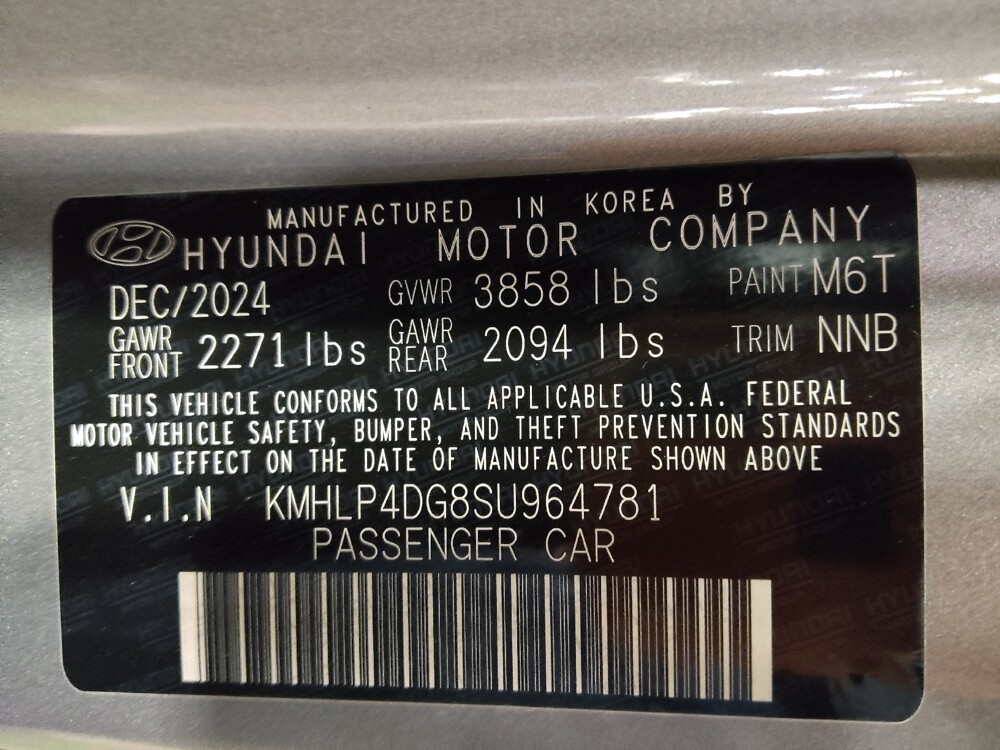 MANUFACTURED IN KOREA BY
HYUNDAI MOTOR COMPANY
DEC/2024 GVWR 3858 lbs PAINT M6T
GAWR FRONT 2271 lbs GAWR REAR 2094 lbs TRIM NNB
THIS VEHICLE CONFORMS TO ALL APPLICABLE U.S.A. FEDERAL
MOTOR VEHICLE SAFETY, BUMPER, AND THEFT PREVENTION STANDARDS
IN EFFECT ON THE DATE OF MANUFACTURE SHOWN ABOVE
V.I.N KMHLP4DG8SU964781
PASSENGER CAR